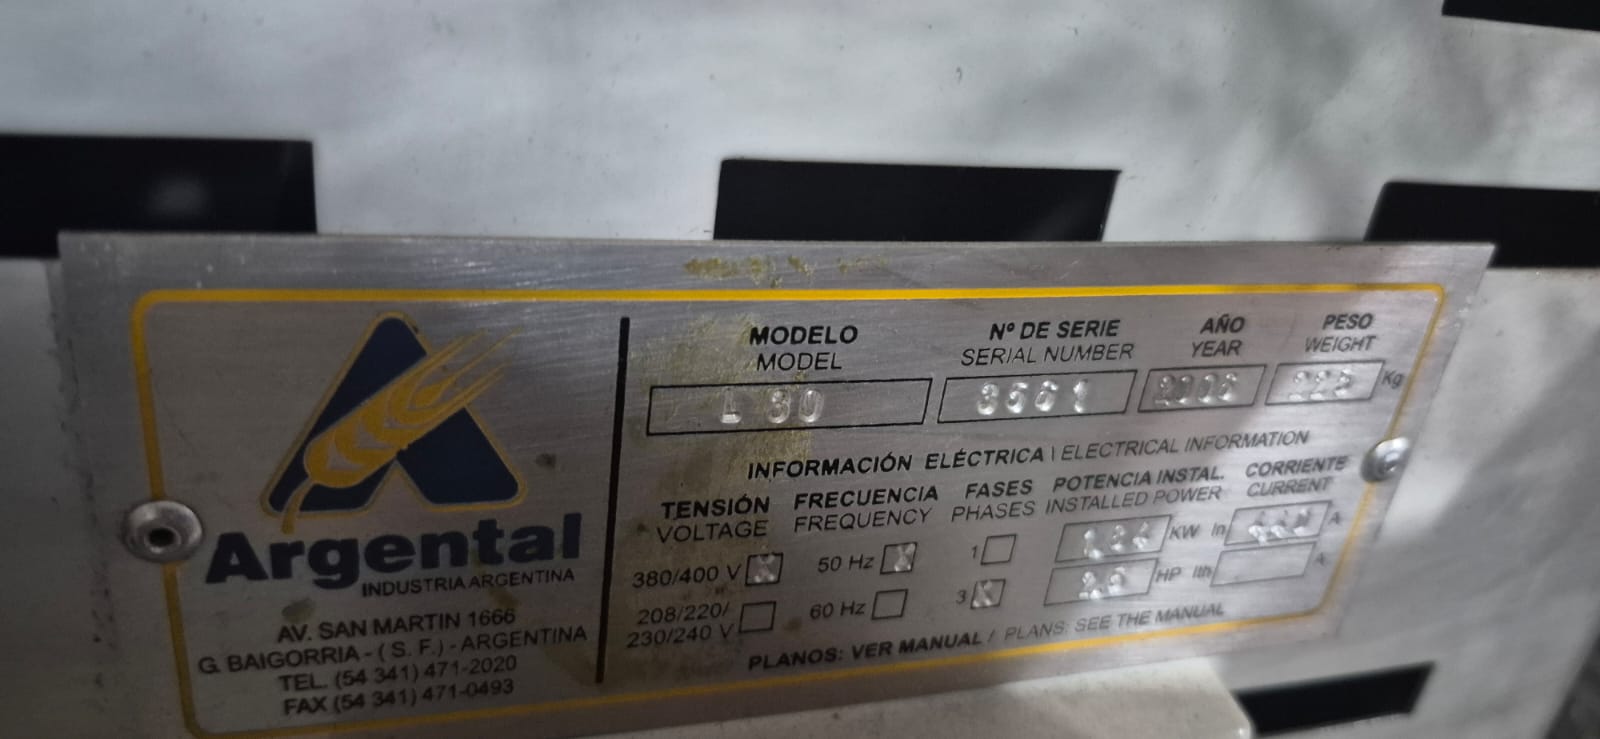 MODELO
MODEL
Nº DE SERIE
SERIAL NUMBER
AÑO
YEAR
PESO
WEIGHT
Kg
INFORMACIÓN ELÉCTRICA \ ELECTRICAL INFORMATION
TENSIÓN
VOLTAGE
FRECUENCIA
FREQUENCY
FASES
PHASES
POTENCIA INSTAL.
INSTALLED POWER
CORRIENTE
CURRENT
380/400 V X
50 Hz X
1
KW In
A
208/220/
230/240 V
60 Hz
3 X
HP Ith
A
PLANOS: VER MANUAL / PLANS: SEE THE MANUAL
Argental
INDUSTRIA ARGENTINA
AV. SAN MARTIN 1666
G. BAIGORRIA - ( S. F.) - ARGENTINA
TEL. (54 341) 471-2020
FAX (54 341) 471-0493